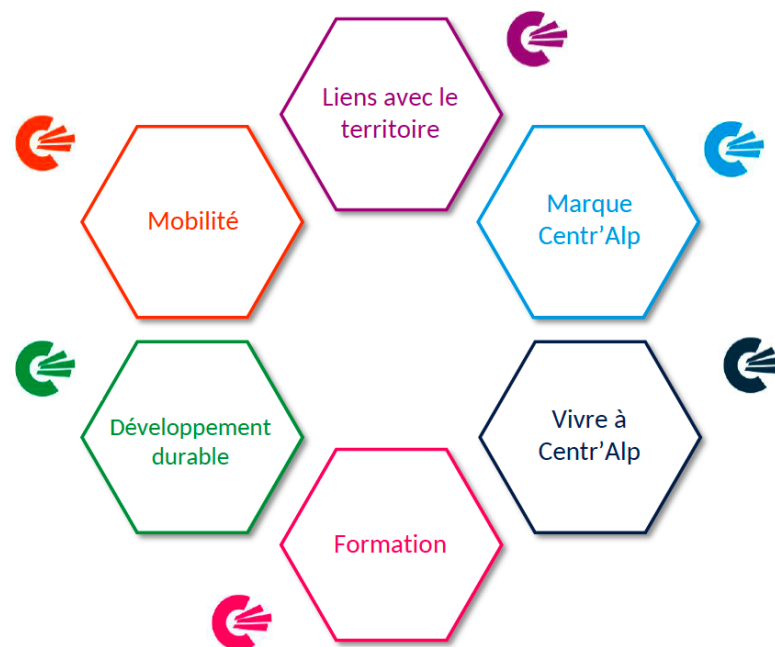 Liens avec le
territoire
Mobilité
Marque
Centr’Alp
Développement
durable
Vivre à
Centr’Alp
Formation